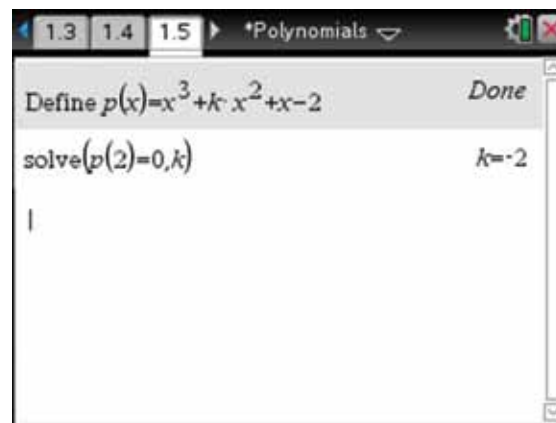 1.3 1.4 1.5 *Polynomials
Define p(x)=x³+k·x²+x−2 Done
solve(p(2)=0,k) k=-2